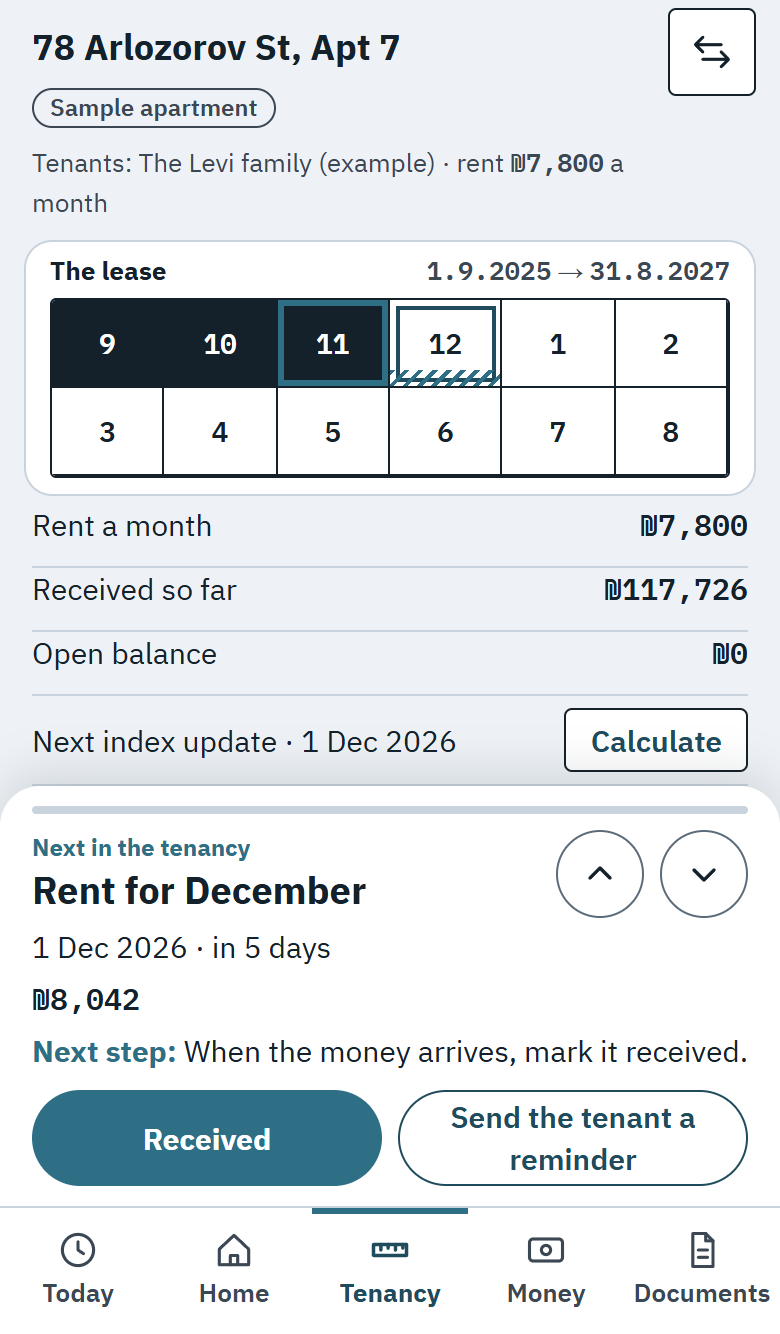 78 Arlozorov St, Apt 7
Sample apartment
Tenants: The Levi family (example) · rent ₪7,800 a
month
The lease 1.9.2025→31.8.2027
9 10 11 12 1 2
3 4 5 6 7 8
Rent a month ₪7,800
Received so far ₪117,726
Open balance ₪0
Next index update · 1 Dec 2026 Calculate
Next in the tenancy
Rent for December
1 Dec 2026 · in 5 days
₪8,042
Next step: When the money arrives, mark it received.
Received
Send the tenant a
reminder
Today Home Tenancy Money Documents